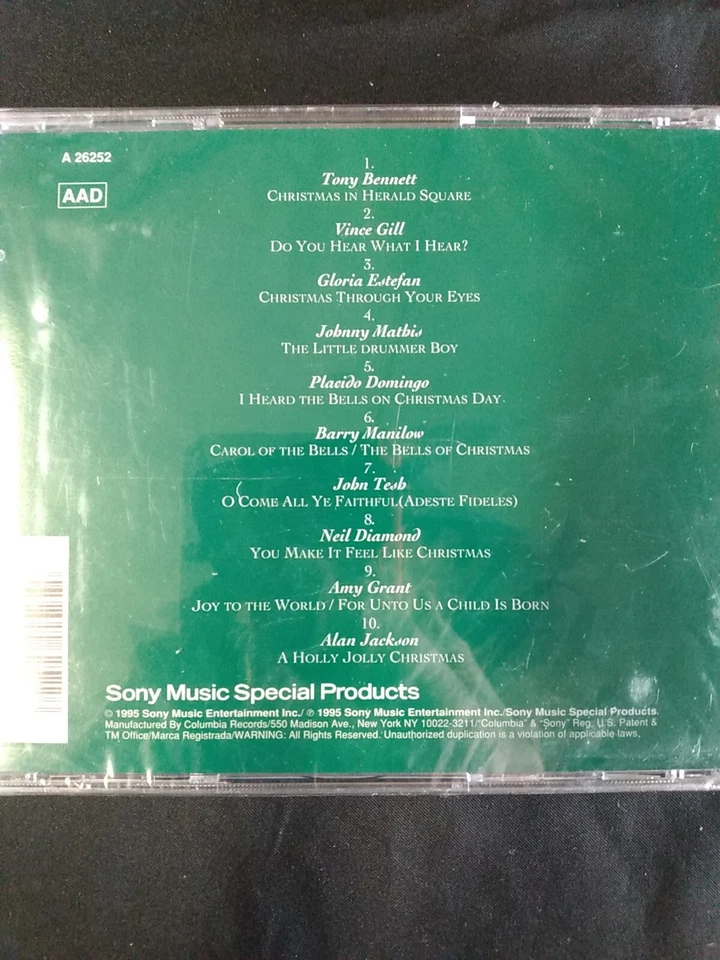 A 26252
AAD
1.
Tony Bennett
CHRISTMAS IN HERALD SQUARE
2.
Vince Gill
DO YOU HEAR WHAT I HEAR?
3.
Gloria Estefan
CHRISTMAS THROUGH YOUR EYES
4.
Johnny Mathis
THE LITTLE DRUMMER BOY
5.
Placido Domingo
I HEARD THE BELLS ON CHRISTMAS DAY
6.
Barry Manilow
CAROL OF THE BELLS / THE BELLS OF CHRISTMAS
7.
John Tesh
O COME ALL YE FAITHFUL(ADESTE FIDELES)
8.
Neil Diamond
YOU MAKE IT FEEL LIKE CHRISTMAS
9.
Amy Grant
JOY TO THE WORLD / FOR UNTO US A CHILD IS BORN
10.
Alan Jackson
A HOLLY JOLLY CHRISTMAS
Sony Music Special Products
© 1995 Sony Music Entertainment Inc./ ℗ 1995 Sony Music Entertainment Inc./Sony Music Special Products.
Manufactured By Columbia Records/550 Madison Ave., New York NY 10022-3211/"Columbia" & "Sony" Reg. U.S. Patent &
TM Office/Marca Registrada/WARNING: All Rights Reserved. Unauthorized duplication is a violation of applicable laws.